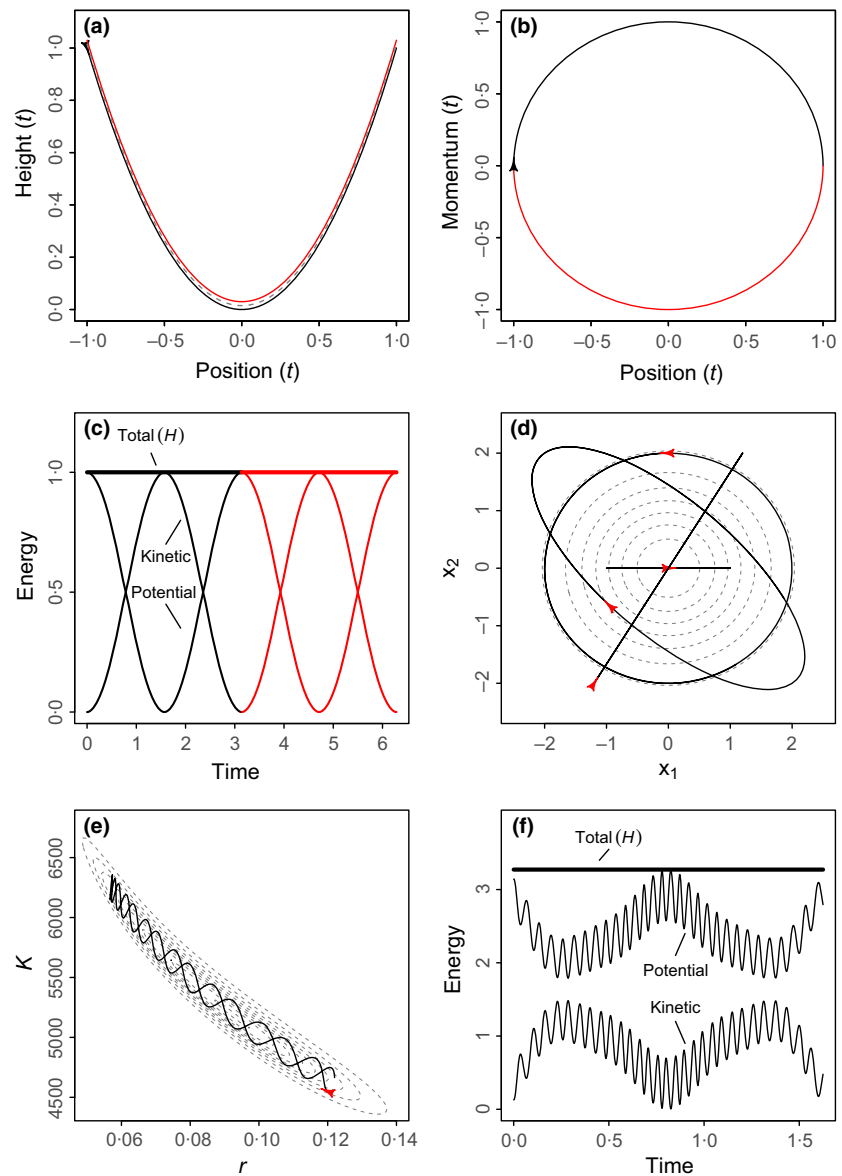 (a)
Height (t)
0·0 0·2 0·4 0·6 0·8 1·0
–1·0 –0·5 0·0 0·5 1·0
Position (t)
(b)
Momentum (t)
–1·0 –0·5 0·0 0·5 1·0
–1·0 –0·5 0·0 0·5 1·0
Position (t)
(c)
Total (H)
Kinetic
Potential
Energy
0·0 0·5 1·0
0 1 2 3 4 5 6
Time
(d)
x2
2
1
0
−1
−2
−2 −1 0 1 2
x1
(e)
K
4500 5000 5500 6000 6500
0·06 0·08 0·10 0·12 0·14
r
(f)
Total (H)
Potential
Kinetic
Energy
3
2
1
0
0·0 0·5 1·0 1·5
Time